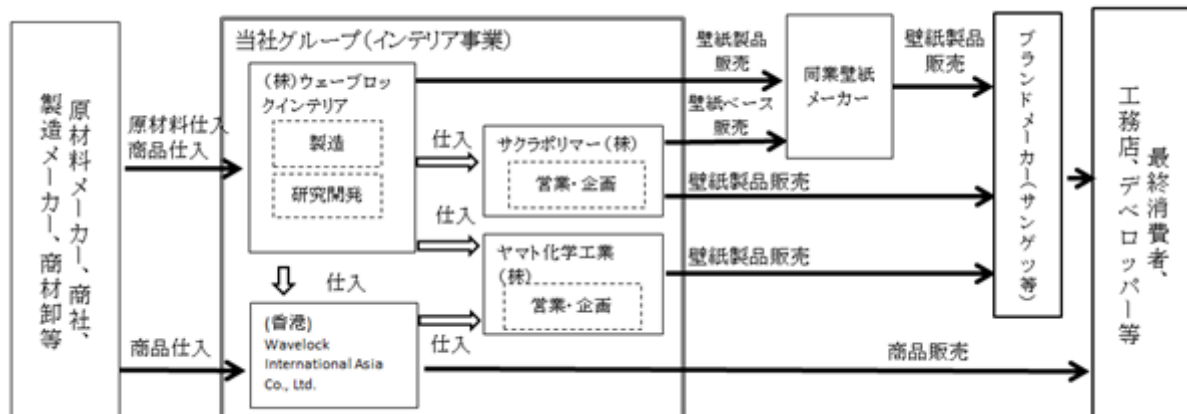 原材料メーカー、商社、
製造メーカー、商材卸等
原材料仕入
商品仕入
商品仕入
当社グループ(インテリア事業)
(株)ウェーブロッ
クインテリア
製造
研究開発
仕入
仕入
仕入
(香港)
Wavelock
International Asia
Co., Ltd.
サクラポリマー(株)
営業・企画
ヤマト化学工業
(株)
営業・企画
仕入
壁紙製品
販売
壁紙ベース
販売
壁紙製品販売
壁紙製品販売
商品販売
同業壁紙
メーカー
壁紙製品
販売
ブランドメーカー(サンゲツ等)
最終消費者、
工務店、デベロッパー等